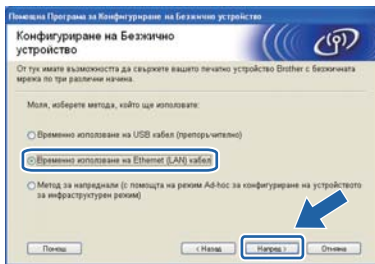 Помощна Програма за Конфигуриране на Безжично устройство
Конфигуриране на Безжично
устройство
От тук имате възможността да свържете вашето печатно устройство Brother с безжичната
мрежа по три различни начина.
Моля, изберете метода, който ще използвате:
Временно използване на USB кабел (препоръчително)
Временно използване на Ethernet (LAN) кабел
Метод за напреднали (с помощта на режим Ad-hoc за конфигуриране на устройството
за инфраструктурен режим)
Помощ
< Назад
Напред >
Отмяна